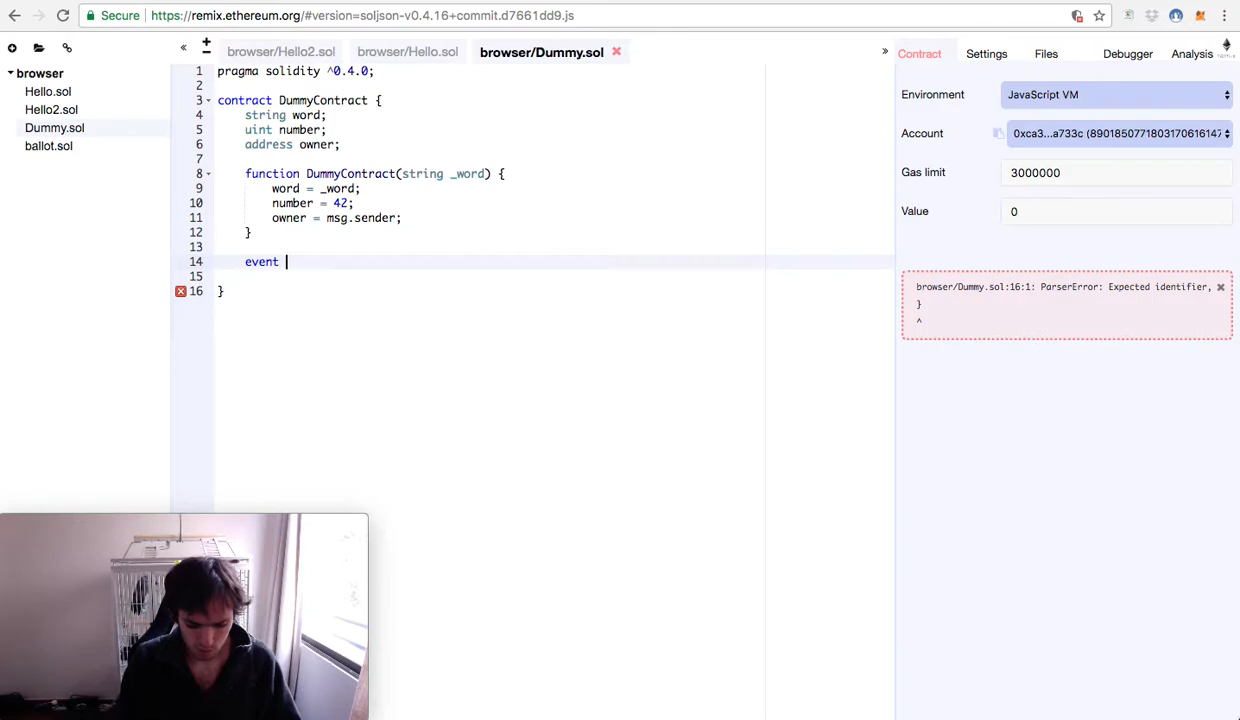 Secure https://remix.ethereum.org/#version=soljson-v0.4.16+commit.d7661dd9.js
browser
Hello.sol
Hello2.sol
Dummy.sol
ballot.sol
« + - browser/Hello2.sol browser/Hello.sol browser/Dummy.sol »
1 pragma solidity ^0.4.0;
2
3 contract DummyContract {
4 string word;
5 uint number;
6 address owner;
7
8 function DummyContract(string _word) {
9 word = _word;
10 number = 42;
11 owner = msg.sender;
12 }
13
14 event
15
16 }
Contract Settings Files Debugger Analysis
Environment JavaScript VM
Account 0xca3...a733c (8901850771803170616147
Gas limit 3000000
Value 0
browser/Dummy.sol:16:1: ParserError: Expected identifier,
}
^